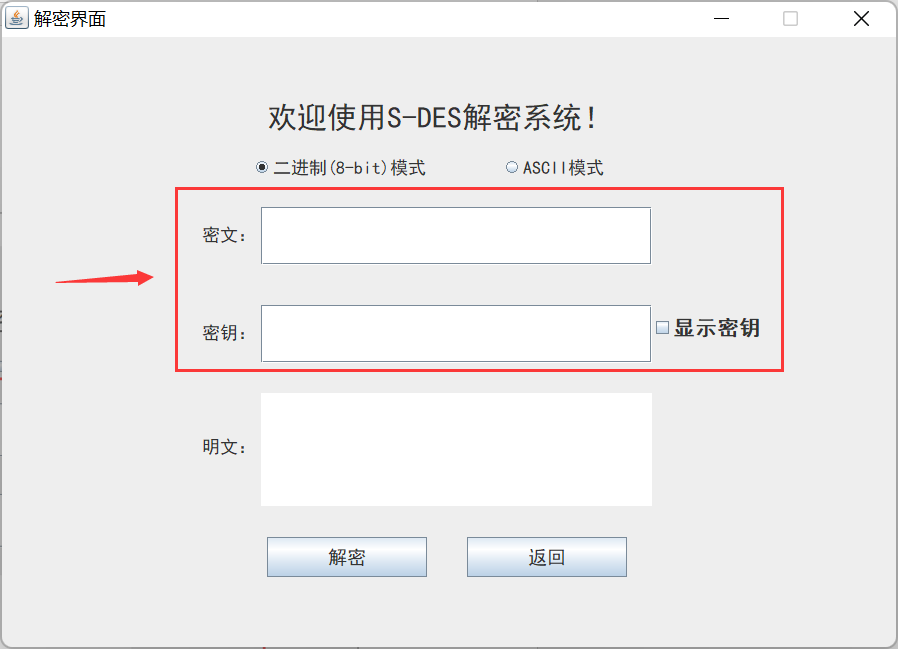 解密界面
欢迎使用S-DES解密系统!
二进制(8-bit)模式 ASCII模式
密文:
密钥: 显示密钥
明文:
解密 返回